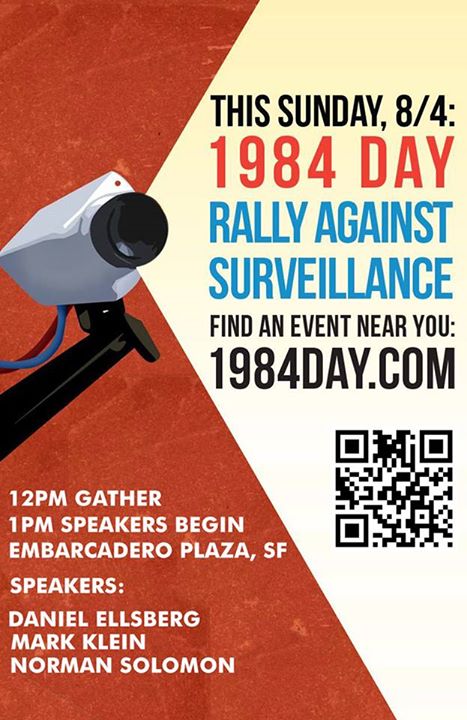 THIS SUNDAY, 8/4:
1984 DAY
RALLY AGAINST
SURVEILLANCE
FIND AN EVENT NEAR YOU:
1984DAY.COM
12PM GATHER
1PM SPEAKERS BEGIN
EMBARCADERO PLAZA, SF
SPEAKERS:
DANIEL ELLSBERG
MARK KLEIN
NORMAN SOLOMON